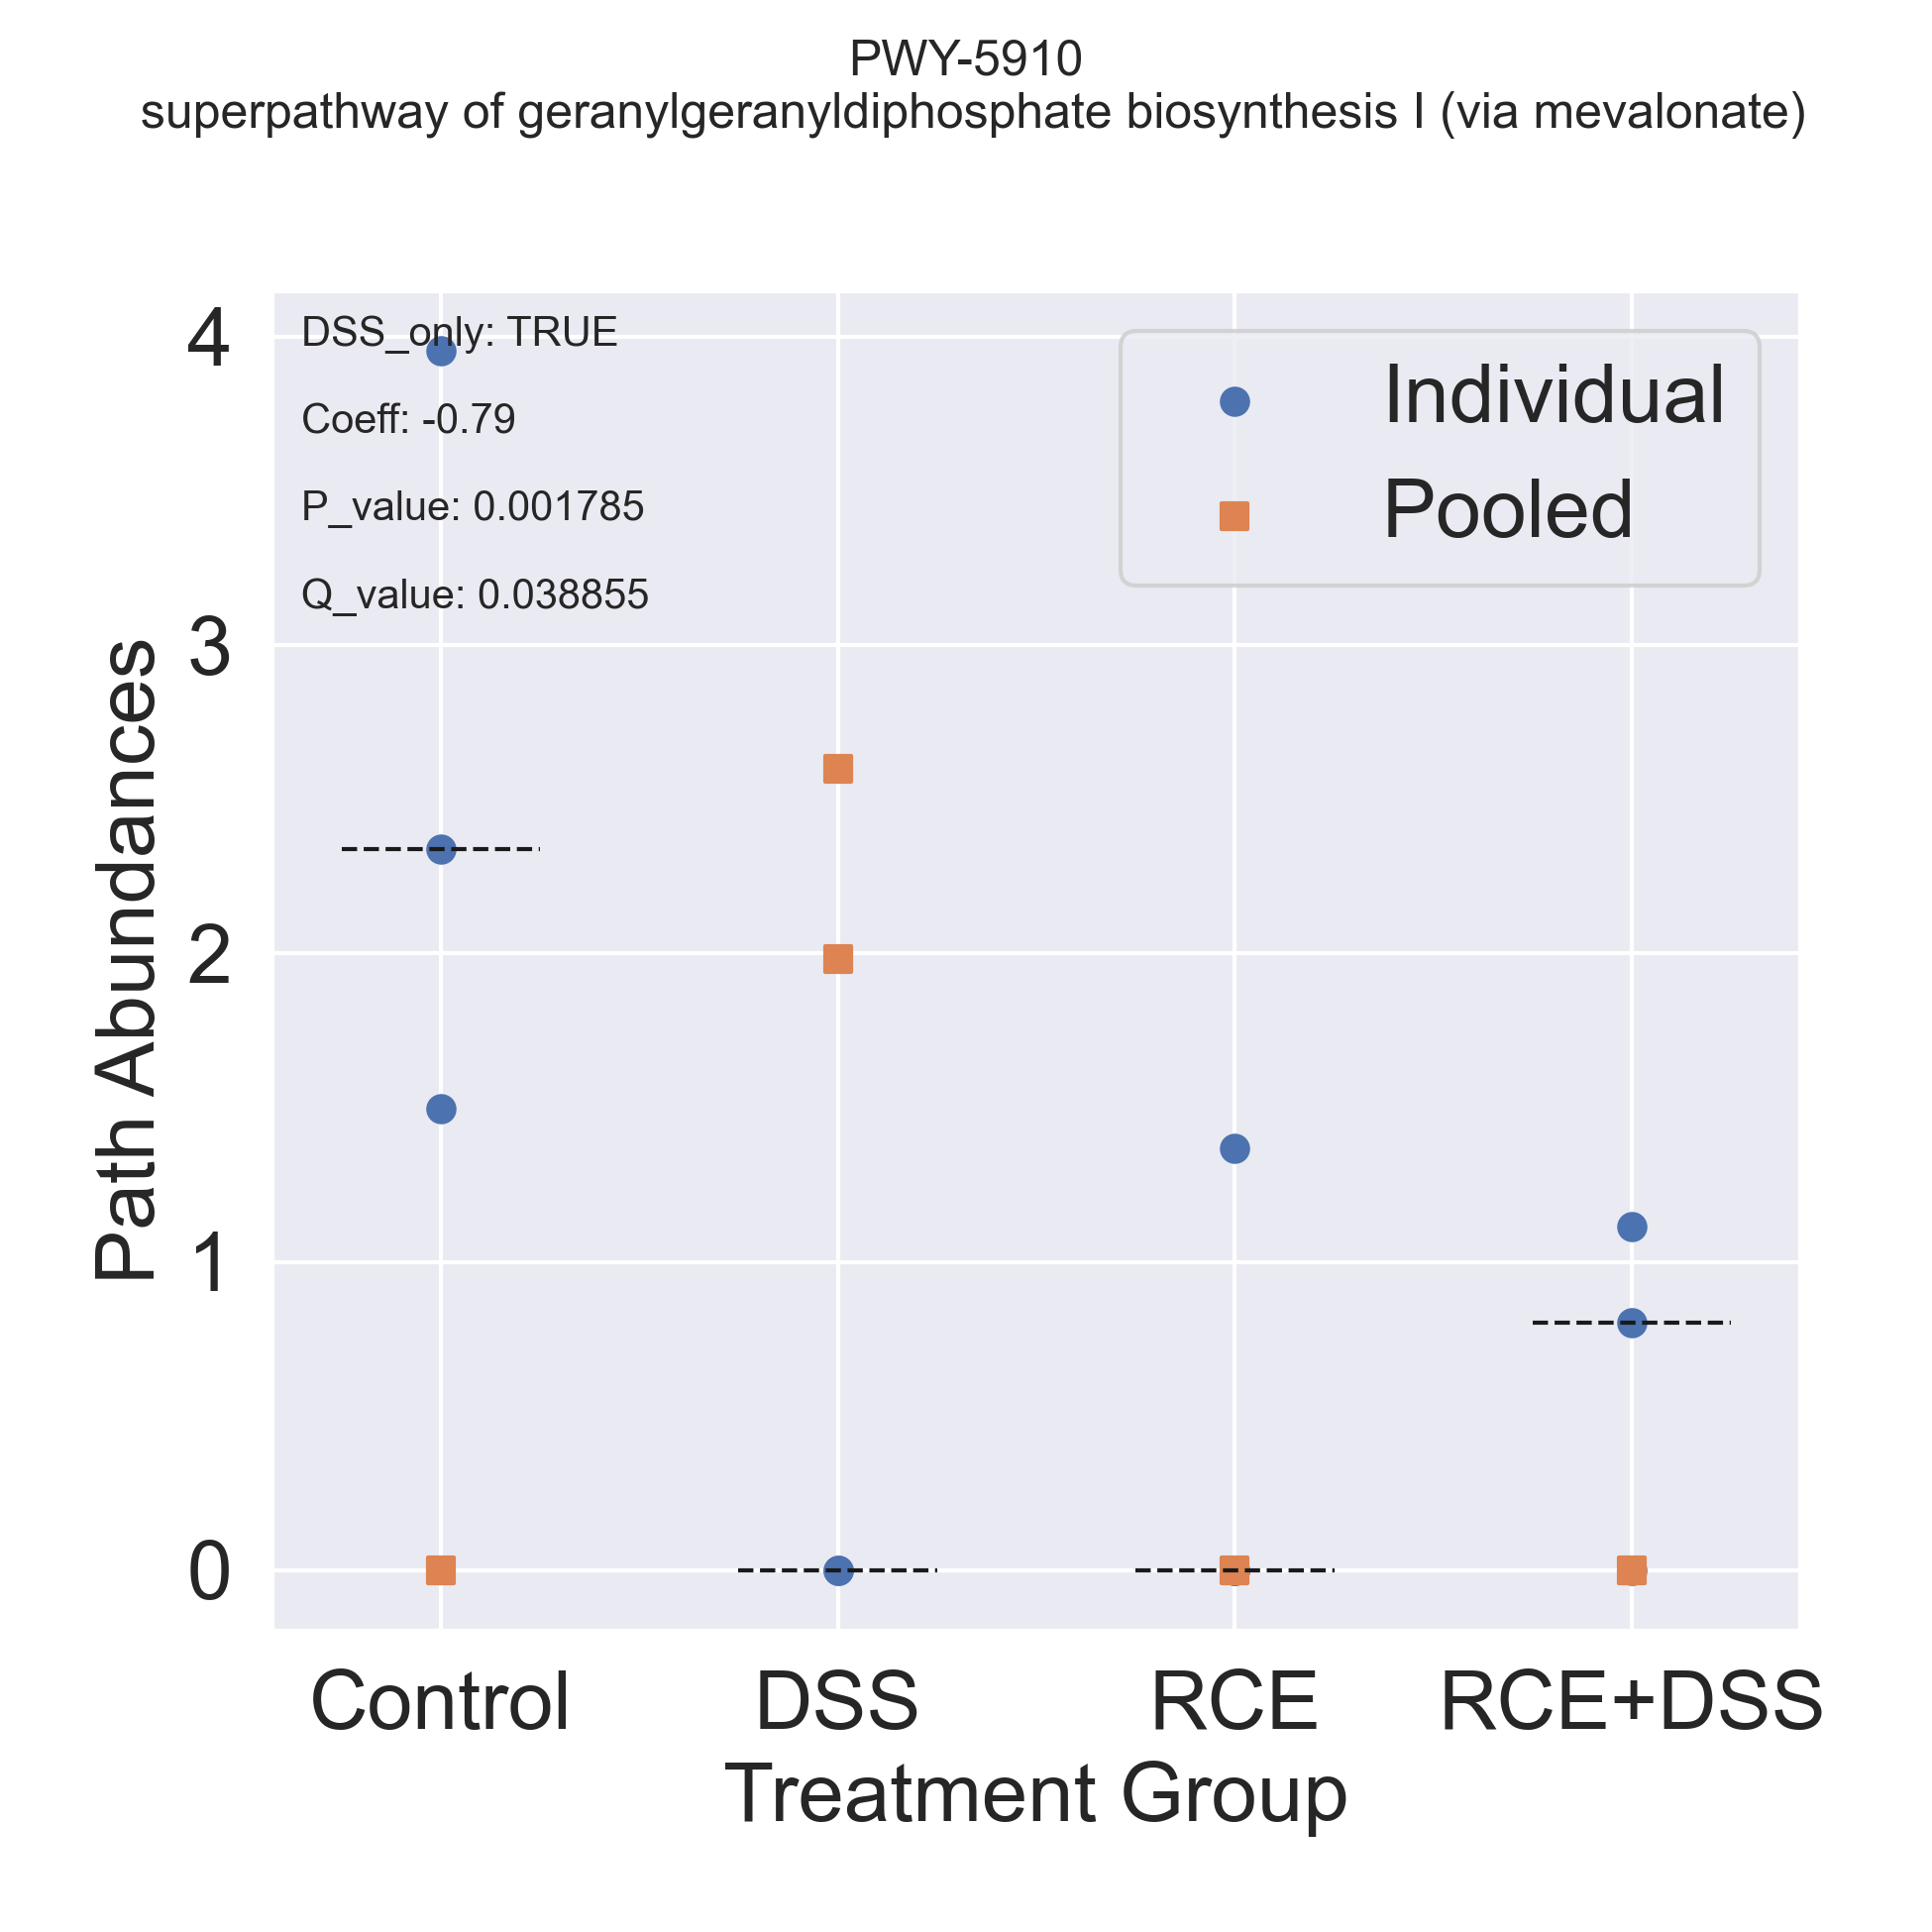 PWY-5910
superpathway of geranylgeranyldiphosphate biosynthesis I (via mevalonate)
DSS_only: TRUE
Coeff: -0.79
P_value: 0.001785
Q_value: 0.038855
Individual
Pooled
Path Abundances
4
3
2
1
0
Control DSS RCE RCE+DSS
Treatment Group